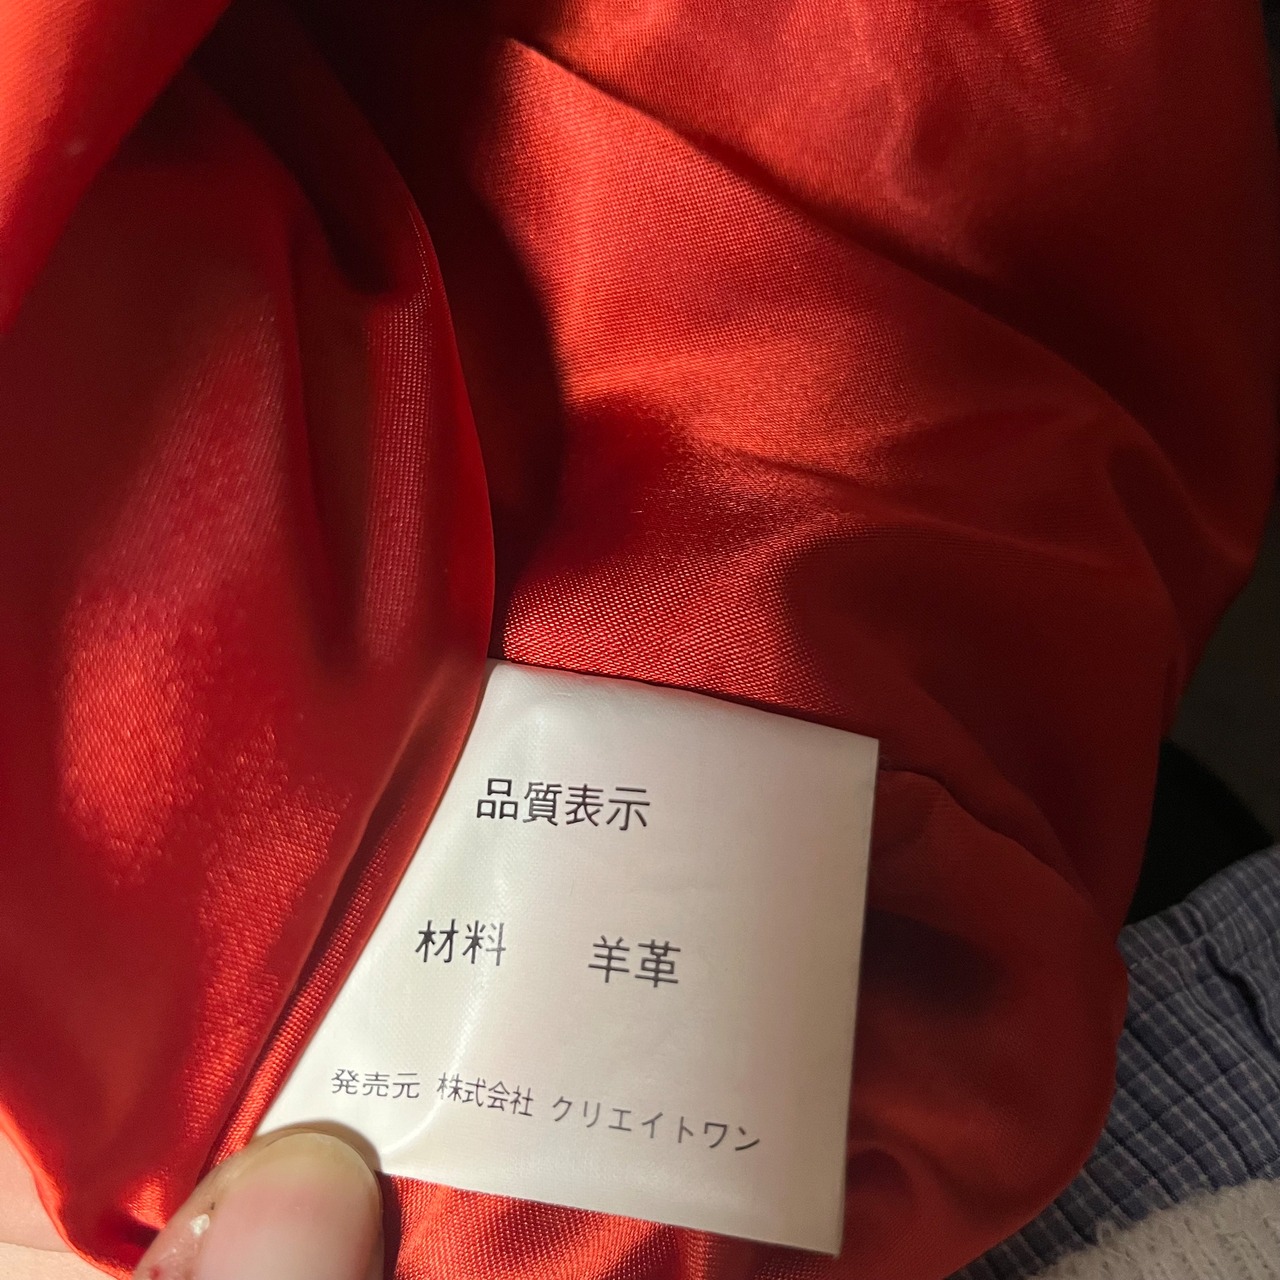 品質表示
材料 羊革
発売元 株式会社 クリエイトワン